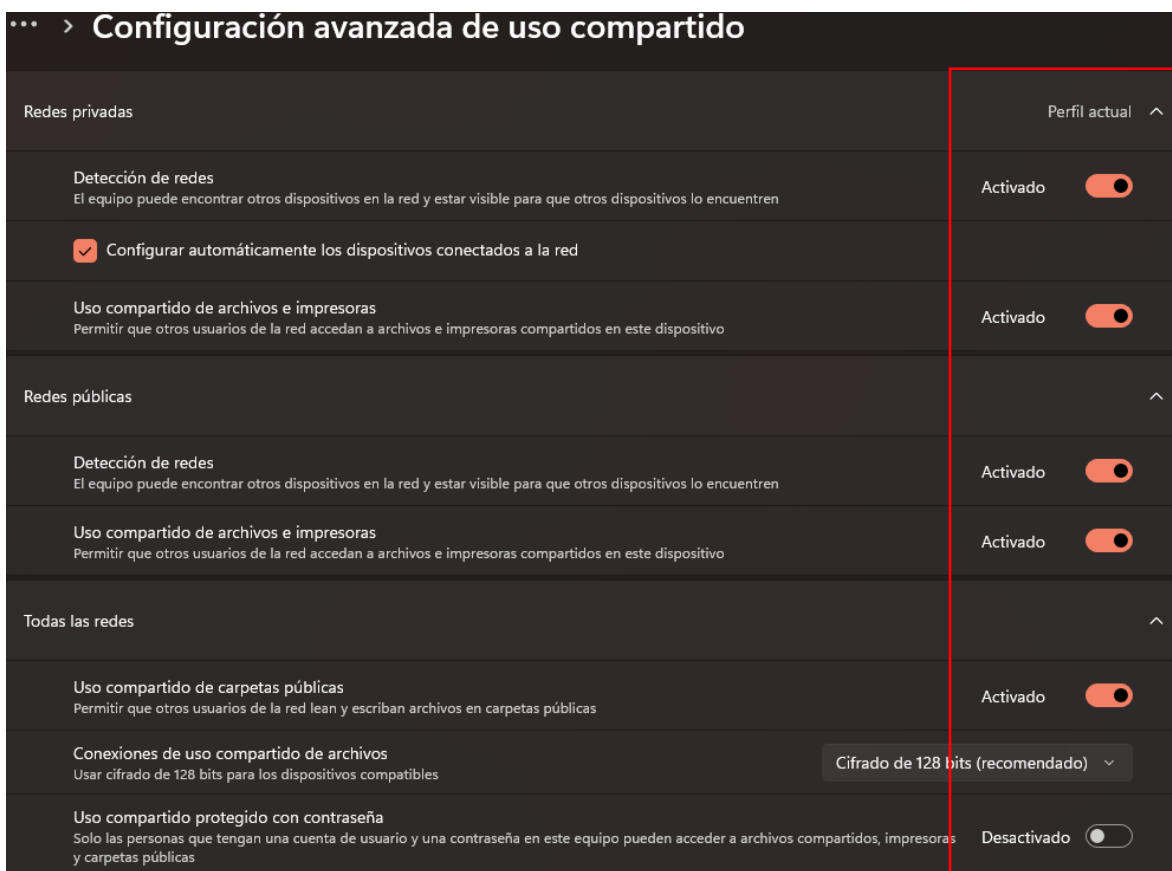 ... > Configuración avanzada de uso compartido
Redes privadas Perfil actual
Detección de redes
El equipo puede encontrar otros dispositivos en la red y estar visible para que otros dispositivos lo encuentren
Activado
Configurar automáticamente los dispositivos conectados a la red
Uso compartido de archivos e impresoras
Permitir que otros usuarios de la red accedan a archivos e impresoras compartidos en este dispositivo
Activado
Redes públicas
Detección de redes
El equipo puede encontrar otros dispositivos en la red y estar visible para que otros dispositivos lo encuentren
Activado
Uso compartido de archivos e impresoras
Permitir que otros usuarios de la red accedan a archivos e impresoras compartidos en este dispositivo
Activado
Todas las redes
Uso compartido de carpetas públicas
Permitir que otros usuarios de la red lean y escriban archivos en carpetas públicas
Activado
Conexiones de uso compartido de archivos
Usar cifrado de 128 bits para los dispositivos compatibles
Cifrado de 128 bits (recomendado)
Uso compartido protegido con contraseña
Solo las personas que tengan una cuenta de usuario y una contraseña en este equipo pueden acceder a archivos compartidos, impresoras
y carpetas públicas
Desactivado